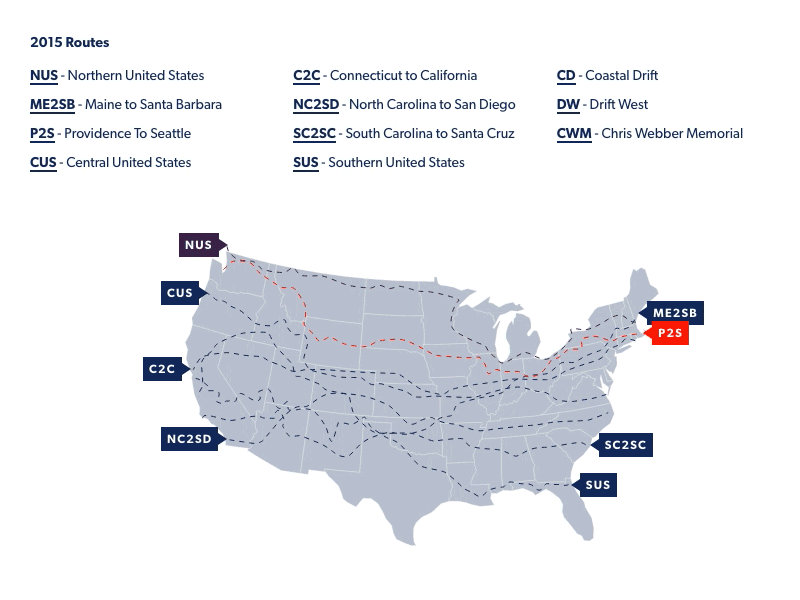 2015 Routes
NUS - Northern United States
ME2SB - Maine to Santa Barbara
P2S - Providence To Seattle
CUS - Central United States
C2C - Connecticut to California
NC2SD - North Carolina to San Diego
SC2SC - South Carolina to Santa Cruz
SUS - Southern United States
CD - Coastal Drift
DW - Drift West
CWM - Chris Webber Memorial
NUS
CUS
ME2SB
P2S
C2C
NC2SD
SC2SC
SUS